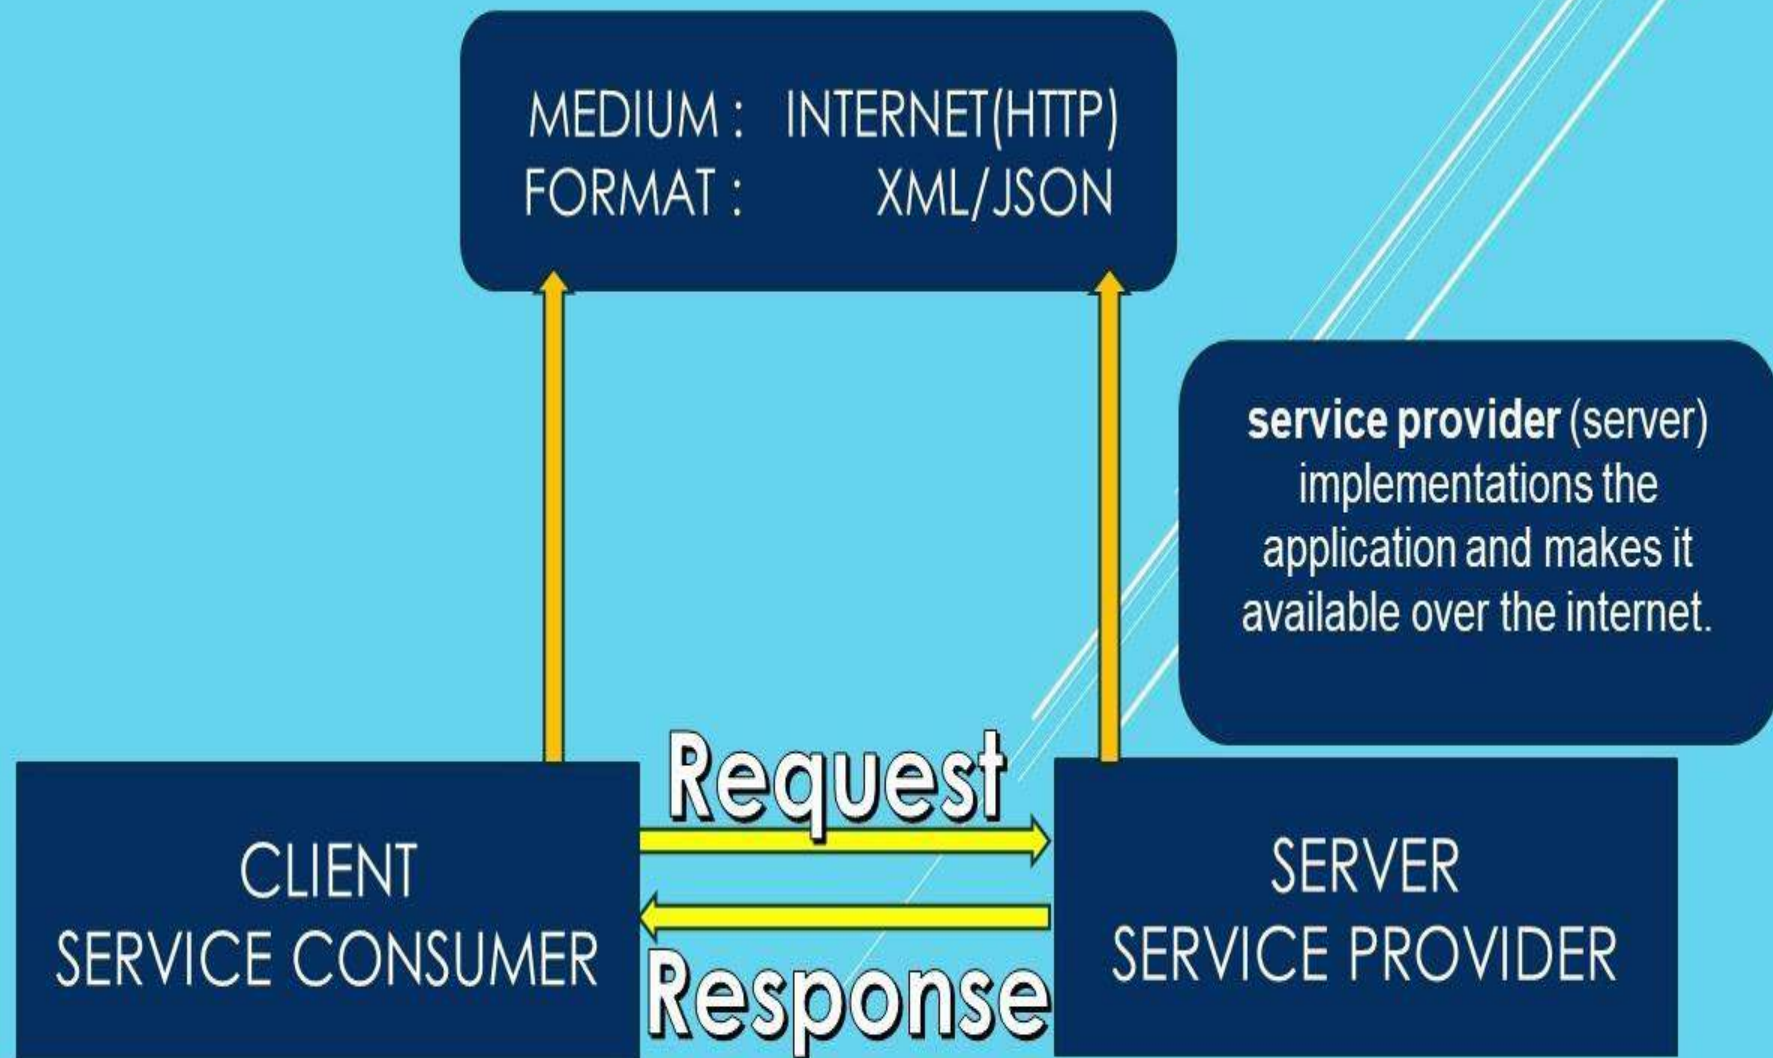 MEDIUM : INTERNET(HTTP)
FORMAT : XML/JSON
service provider (server)
implementations the
application and makes it
available over the internet.
Request
CLIENT
SERVICE CONSUMER
SERVER
SERVICE PROVIDER
Response